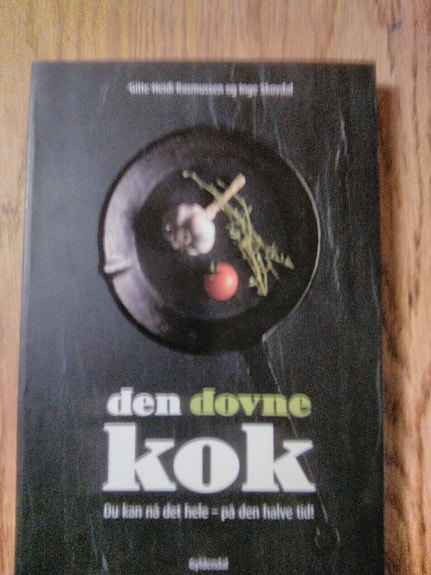 Gitte Heidi Rasmussen og Inge Skovdal
den dovne
kok
Du kan nå det hele - på den halve tid!
Gyldendal